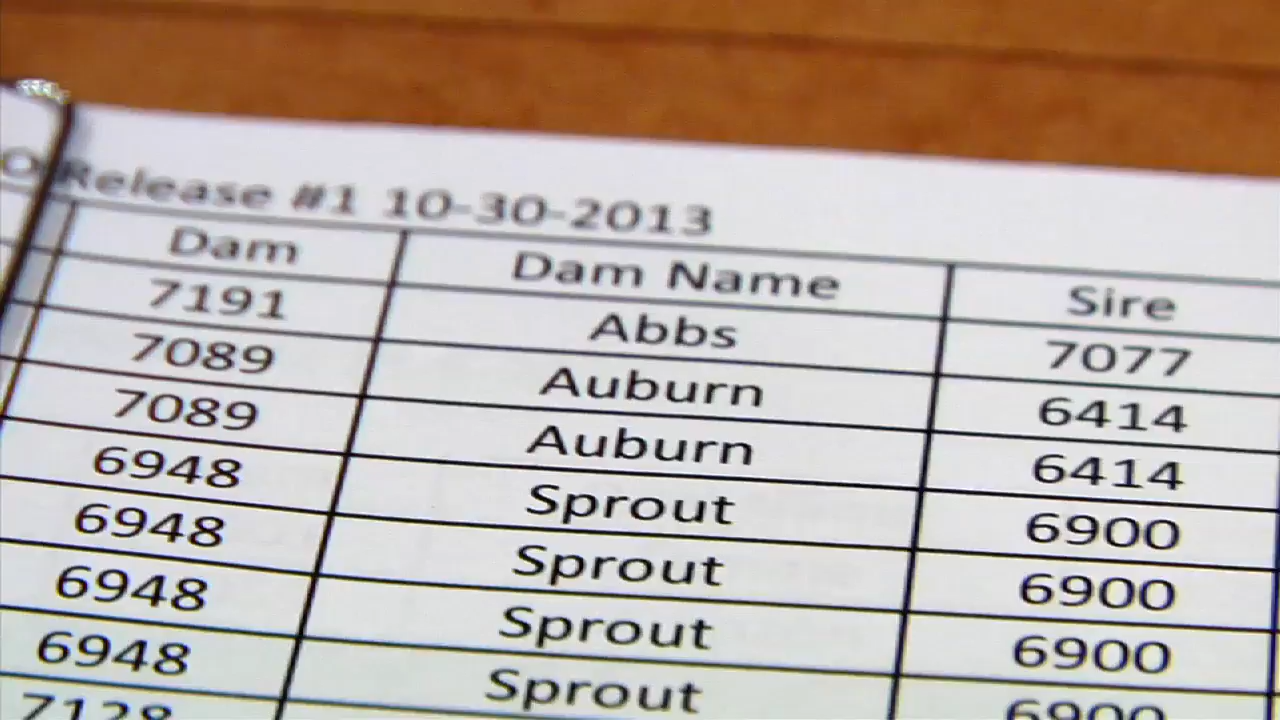 Release #1 10-30-2013
Dam Dam Name Sire
7191 Abbs 7077
7089 Auburn 6414
7089 Auburn 6414
6948 Sprout 6900
6948 Sprout 6900
6948 Sprout 6900
6948 Sprout 6900
7128